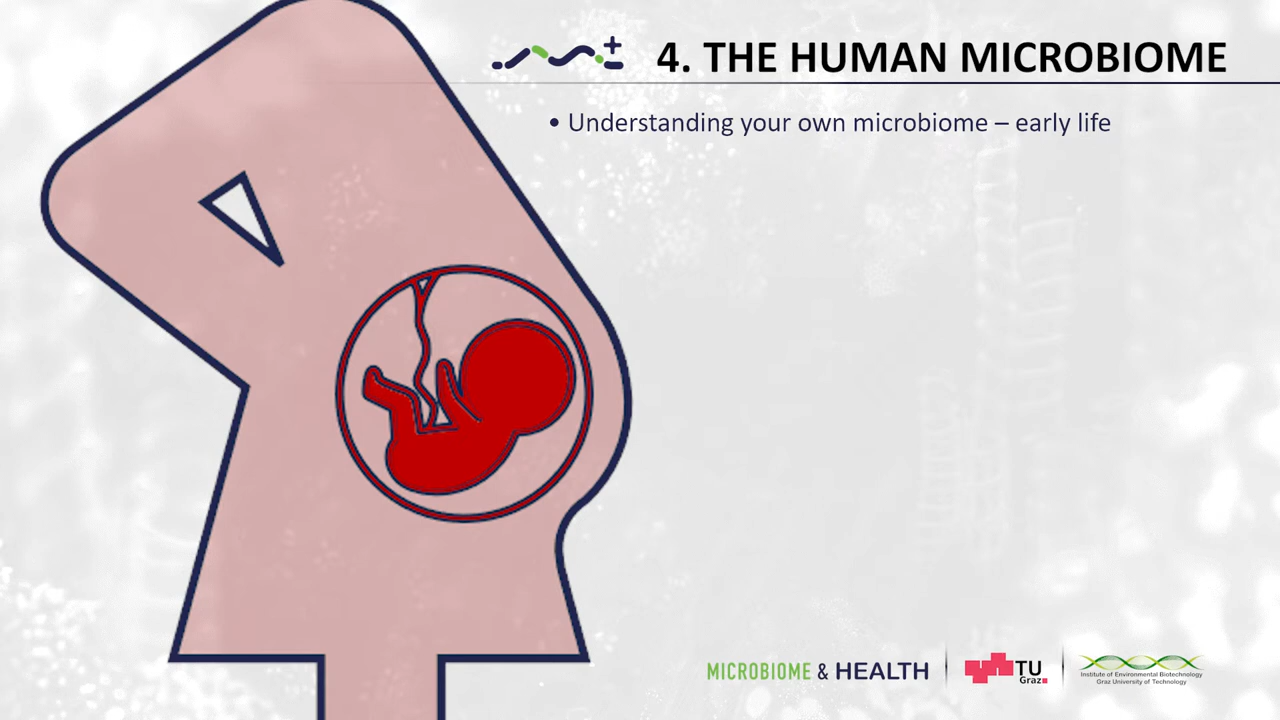 4. THE HUMAN MICROBIOME
• Understanding your own microbiome – early life
MICROBIOME & HEALTH
TU
Graz
Institute of Environmental Biotechnology
Graz University of Technology